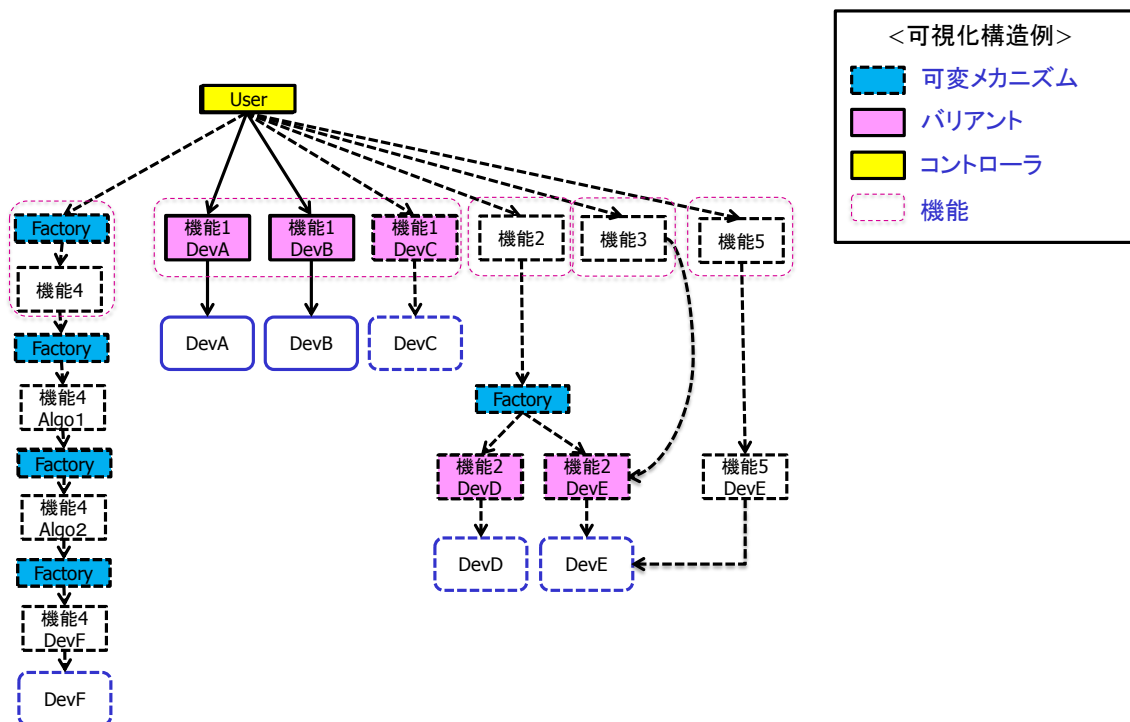 <可視化構造例>
可変メカニズム
バリアント
コントローラ
機能
User
Factory
機能4
Factory
機能4
Algo1
Factory
機能4
Algo2
Factory
機能4
DevF
DevF
機能1
DevA
機能1
DevB
機能1
DevC
DevA
DevB
DevC
機能2
機能3
機能5
Factory
機能2
DevD
機能2
DevE
機能5
DevE
DevD
DevE